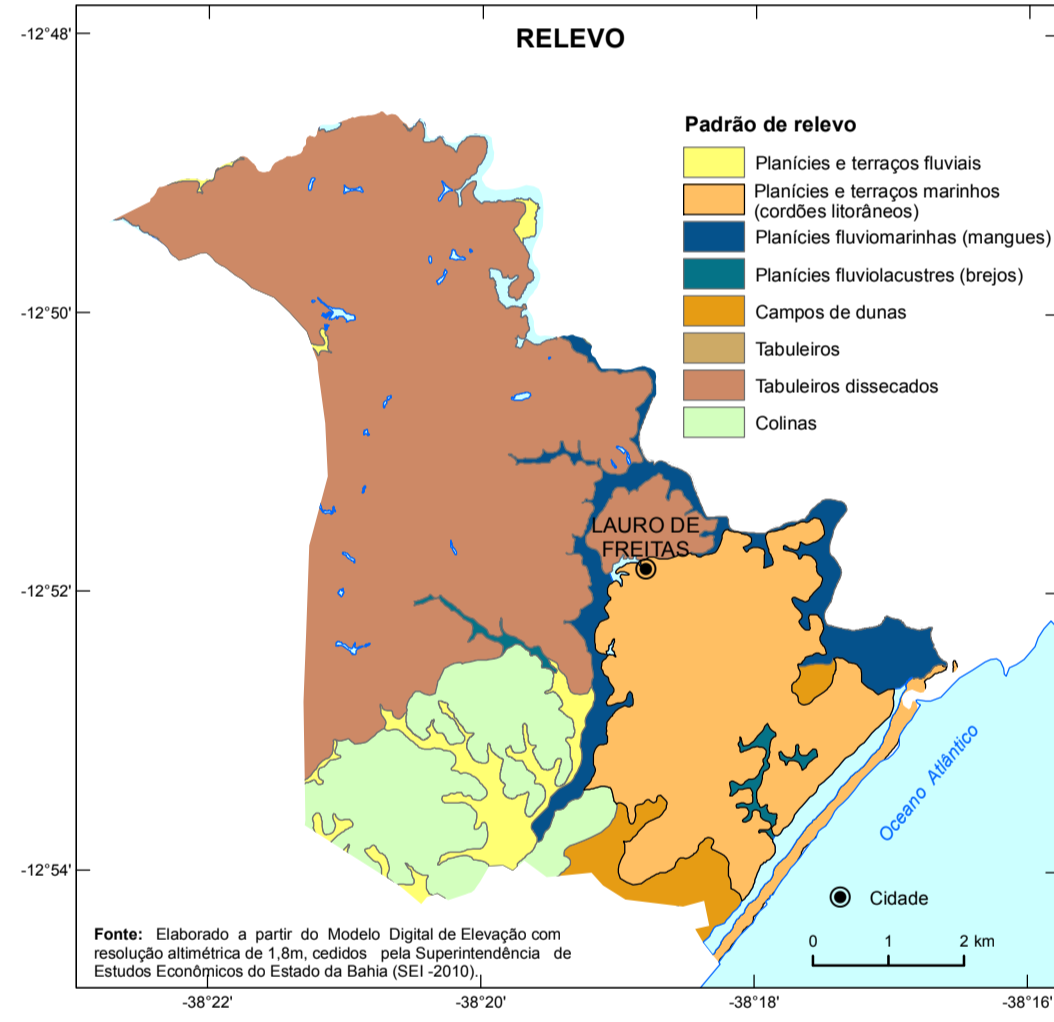 RELEVO
-12°48'
-12°50'
-12°52'
-12°54'
Padrão de relevo
Planícies e terraços fluviais
Planícies e terraços marinhos
(cordões litorâneos)
Planícies fluviomarinhas (mangues)
Planícies fluviolacustres (brejos)
Campos de dunas
Tabuleiros
Tabuleiros dissecados
Colinas
LAURO DE
FREITAS
Oceano Atlântico
Cidade
0 1 2 km
Fonte: Elaborado a partir do Modelo Digital de Elevação com
resolução altimétrica de 1,8m, cedidos pela Superintendência de
Estudos Econômicos do Estado da Bahia (SEI -2010).
-38°22' -38°20' -38°18' -38°16'